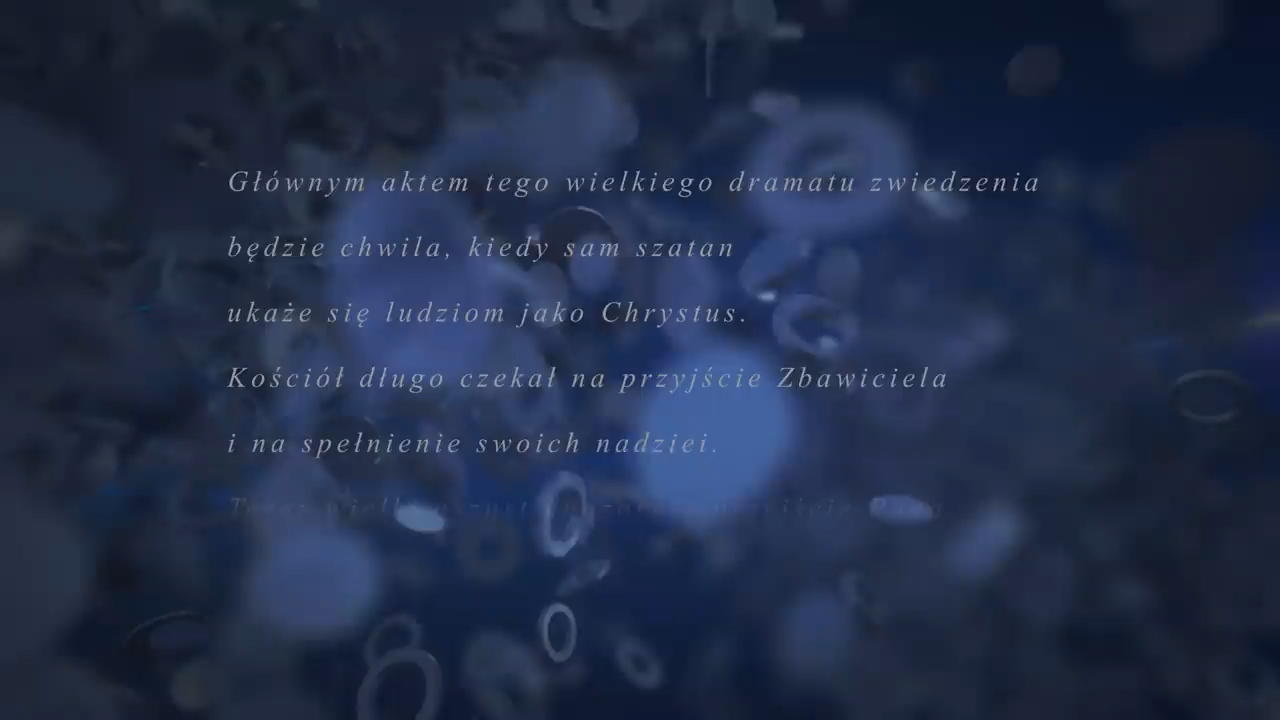 Głównym aktem tego wielkiego dramatu zwiedzenia
będzie chwila, kiedy sam szatan
ukaże się ludziom jako Chrystus.
Kościół długo czekał na przyjście Zbawiciela
i na spełnienie swoich nadziei.